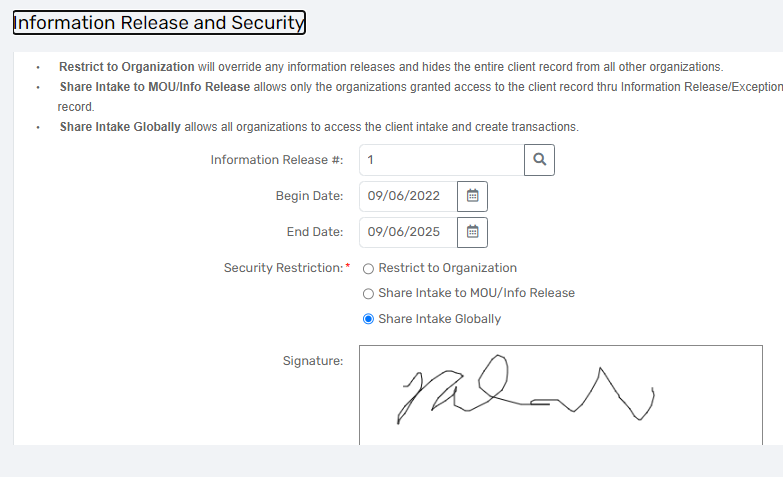 Information Release and Security
• Restrict to Organization will override any information releases and hides the entire client record from all other organizations.
• Share Intake to MOU/Info Release allows only the organizations granted access to the client record thru Information Release/Exception
record.
• Share Intake Globally allows all organizations to access the client intake and create transactions.
Information Release #: 1
Begin Date: 09/06/2022
End Date: 09/06/2025
Security Restriction:* Restrict to Organization
Share Intake to MOU/Info Release
Share Intake Globally
Signature: